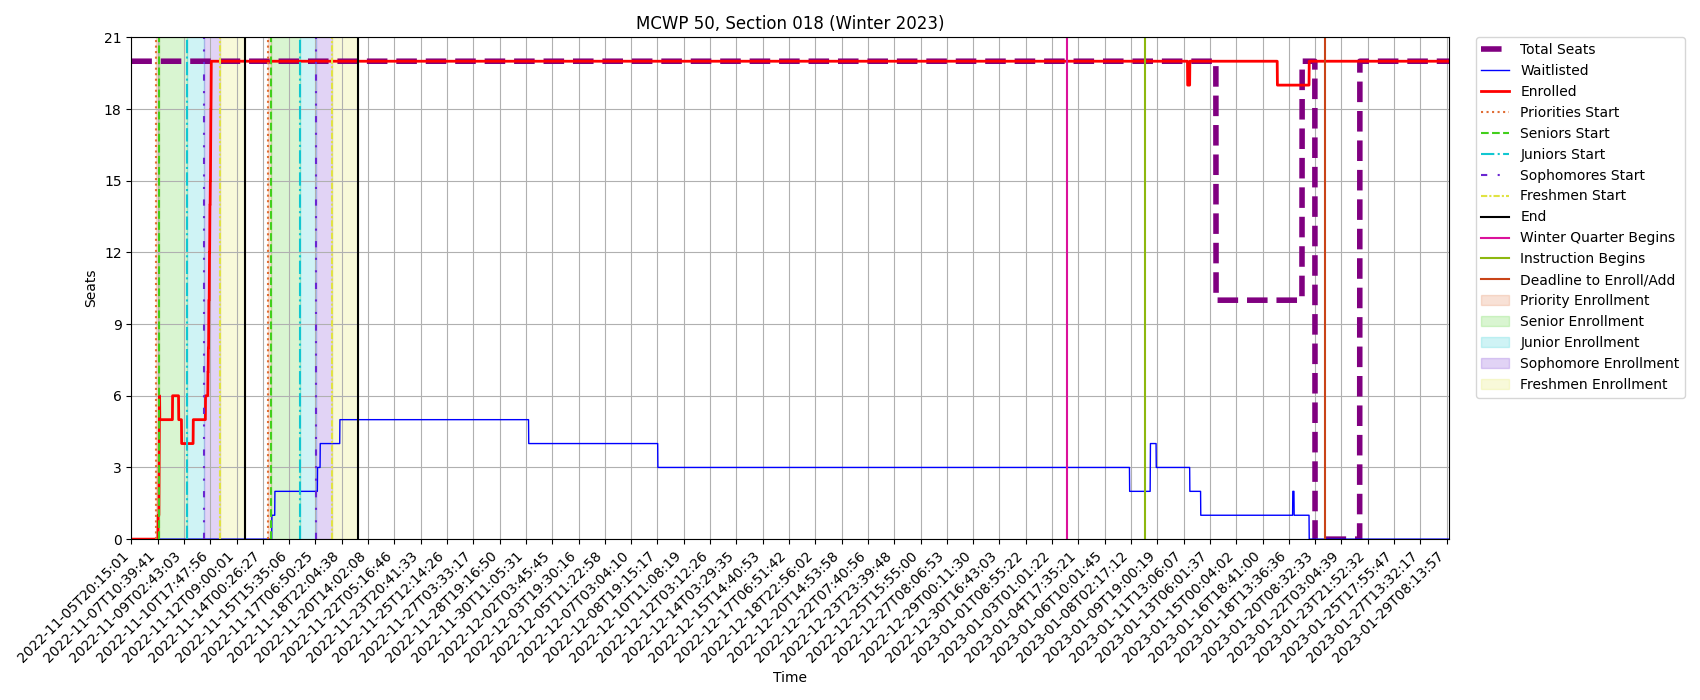 MCWP 50, Section 018 (Winter 2023)
21
18
15
12
9
6
3
0
Seats
2022-11-05T20:15:01
2022-11-07T10:39:41
2022-11-09T02:43:03
2022-11-10T17:47:56
2022-11-12T09:00:01
2022-11-14T00:26:27
2022-11-15T15:35:06
2022-11-17T06:50:25
2022-11-18T22:04:38
2022-11-20T14:02:08
2022-11-22T05:16:46
2022-11-23T20:41:33
2022-11-25T12:14:26
2022-11-27T03:33:17
2022-11-28T19:16:50
2022-11-30T11:05:31
2022-12-02T03:45:45
2022-12-03T19:30:16
2022-12-05T11:22:58
2022-12-07T03:04:10
2022-12-08T19:15:17
2022-12-10T11:08:19
2022-12-12T03:12:26
2022-12-14T03:29:35
2022-12-15T14:40:53
2022-12-17T06:51:42
2022-12-18T22:56:02
2022-12-20T14:53:58
2022-12-22T07:40:56
2022-12-23T23:39:48
2022-12-25T15:55:00
2022-12-27T08:06:53
2022-12-29T00:11:30
2022-12-30T16:43:03
2023-01-01T08:55:22
2023-01-03T01:01:22
2023-01-04T17:35:21
2023-01-06T10:01:45
2023-01-08T02:17:12
2023-01-09T19:00:19
2023-01-11T13:06:07
2023-01-13T06:01:37
2023-01-15T00:04:02
2023-01-16T18:41:00
2023-01-18T13:36:36
2023-01-20T08:32:33
2023-01-22T03:04:39
2023-01-23T21:52:32
2023-01-25T17:55:47
2023-01-27T13:32:17
2023-01-29T08:13:57
Time
Total Seats
Waitlisted
Enrolled
Priorities Start
Seniors Start
Juniors Start
Sophomores Start
Freshmen Start
End
Winter Quarter Begins
Instruction Begins
Deadline to Enroll/Add
Priority Enrollment
Senior Enrollment
Junior Enrollment
Sophomore Enrollment
Freshmen Enrollment